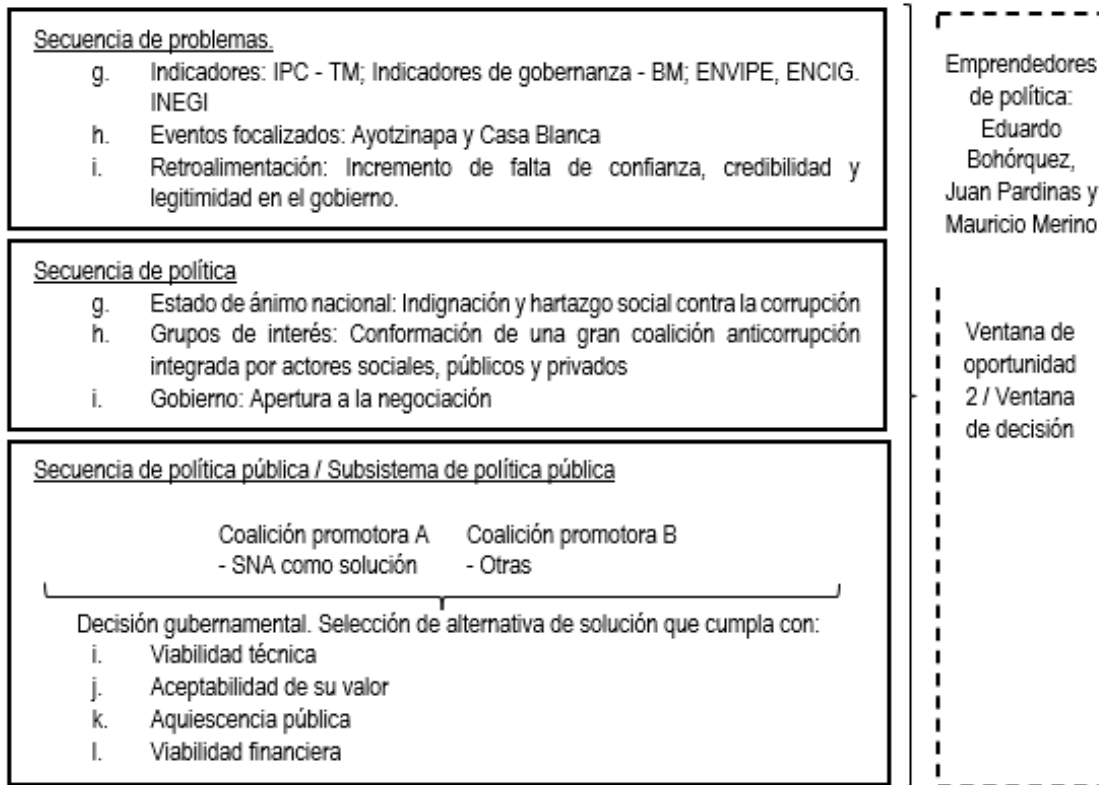 Secuencia de problemas.
g. Indicadores: IPC - TM; Indicadores de gobernanza - BM; ENVIPE, ENCIG.
INEGI
h. Eventos focalizados: Ayotzinapa y Casa Blanca
i. Retroalimentación: Incremento de falta de confianza, credibilidad y
legitimidad en el gobierno.
Secuencia de política
g. Estado de ánimo nacional: Indignación y hartazgo social contra la corrupción
h. Grupos de interés: Conformación de una gran coalición anticorrupción
integrada por actores sociales, públicos y privados
i. Gobierno: Apertura a la negociación
Secuencia de política pública / Subsistema de política pública
Coalición promotora A
- SNA como solución
Coalición promotora B
- Otras
Decisión gubernamental. Selección de alternativa de solución que cumpla con:
i. Viabilidad técnica
j. Aceptabilidad de su valor
k. Aquiescencia pública
l. Viabilidad financiera
Emprendedores
de política:
Eduardo
Bohórquez,
Juan Pardinas y
Mauricio Merino
Ventana de
oportunidad
2 / Ventana
de decisión